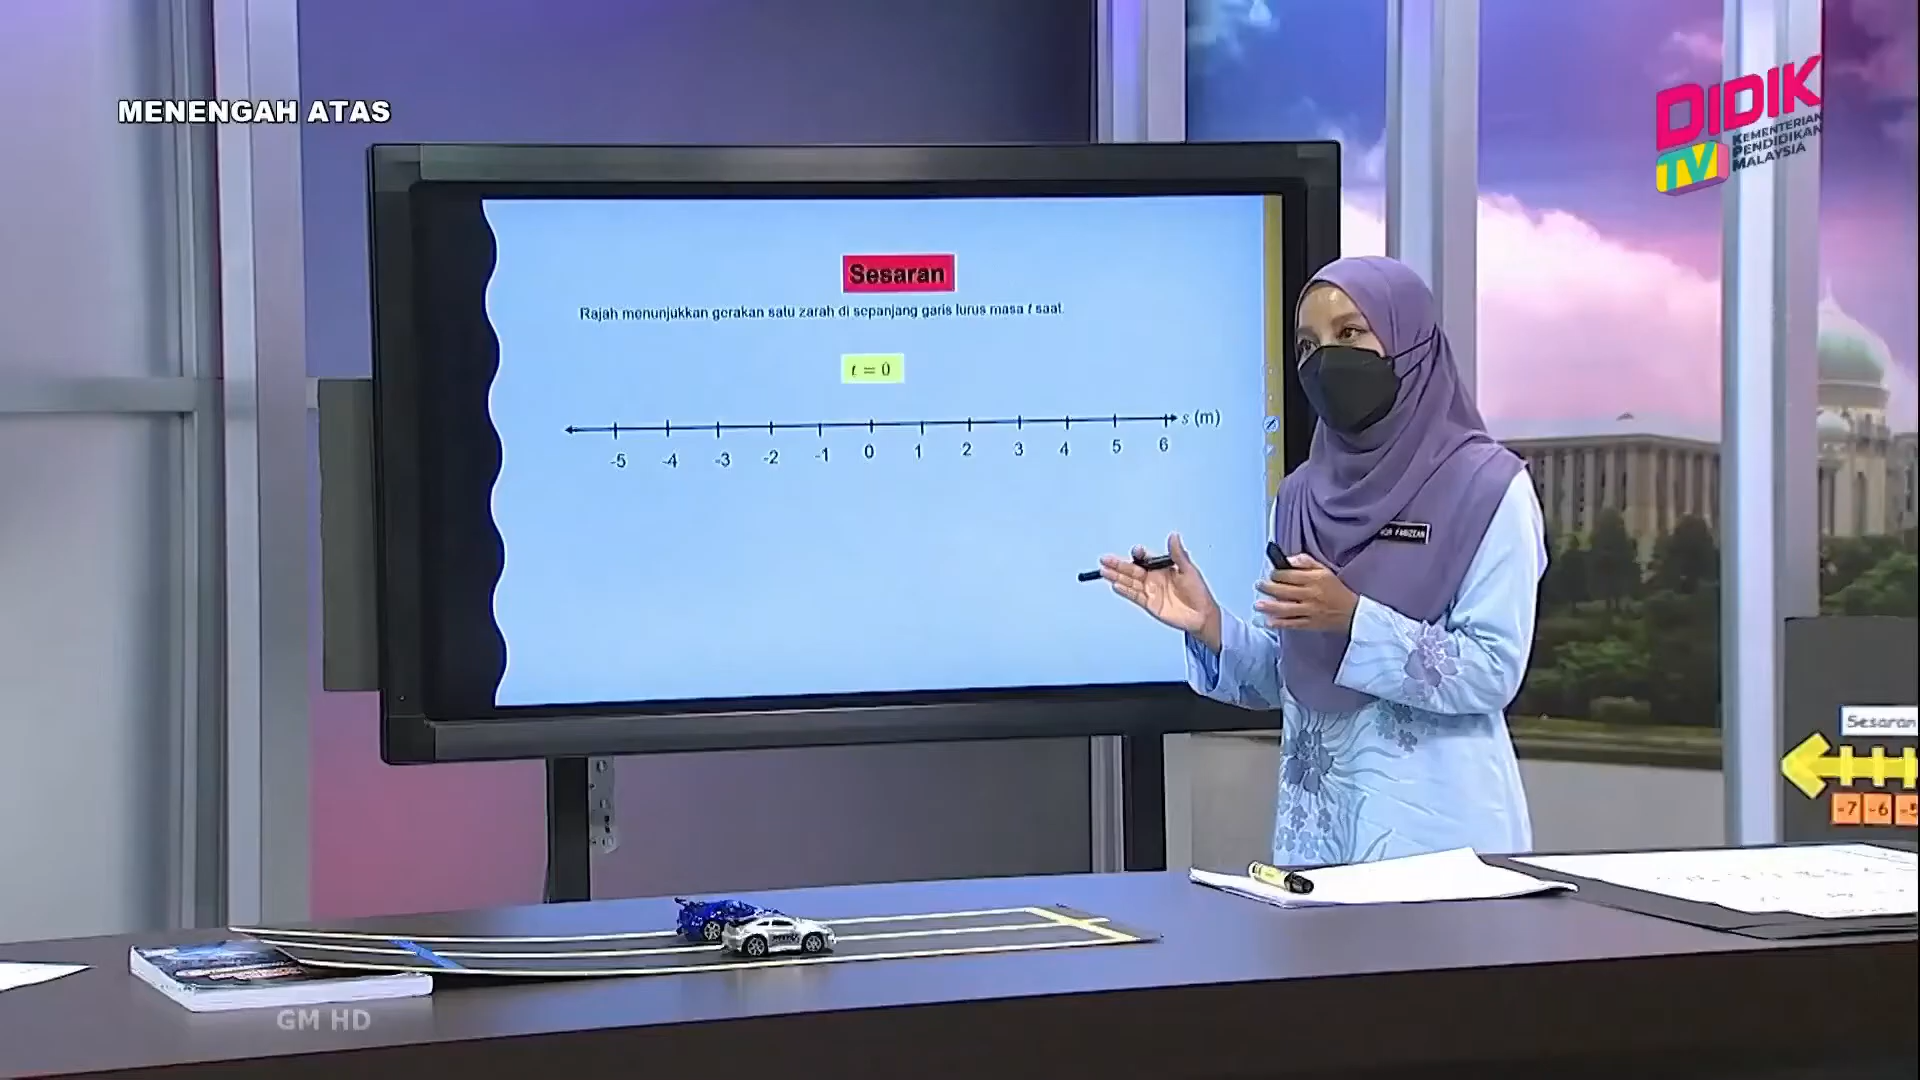 MENENGAH ATAS
DIDIK
TV
KEMENTERIAN
PENDIDIKAN
MALAYSIA
Sesaran
Rajah menunjukkan gerakan satu zarah di sepanjang garis lurus masa t saat.
t = 0
s (m)
-5 -4 -3 -2 -1 0 1 2 3 4 5 6
Sesaran
-7 -6
GM HD